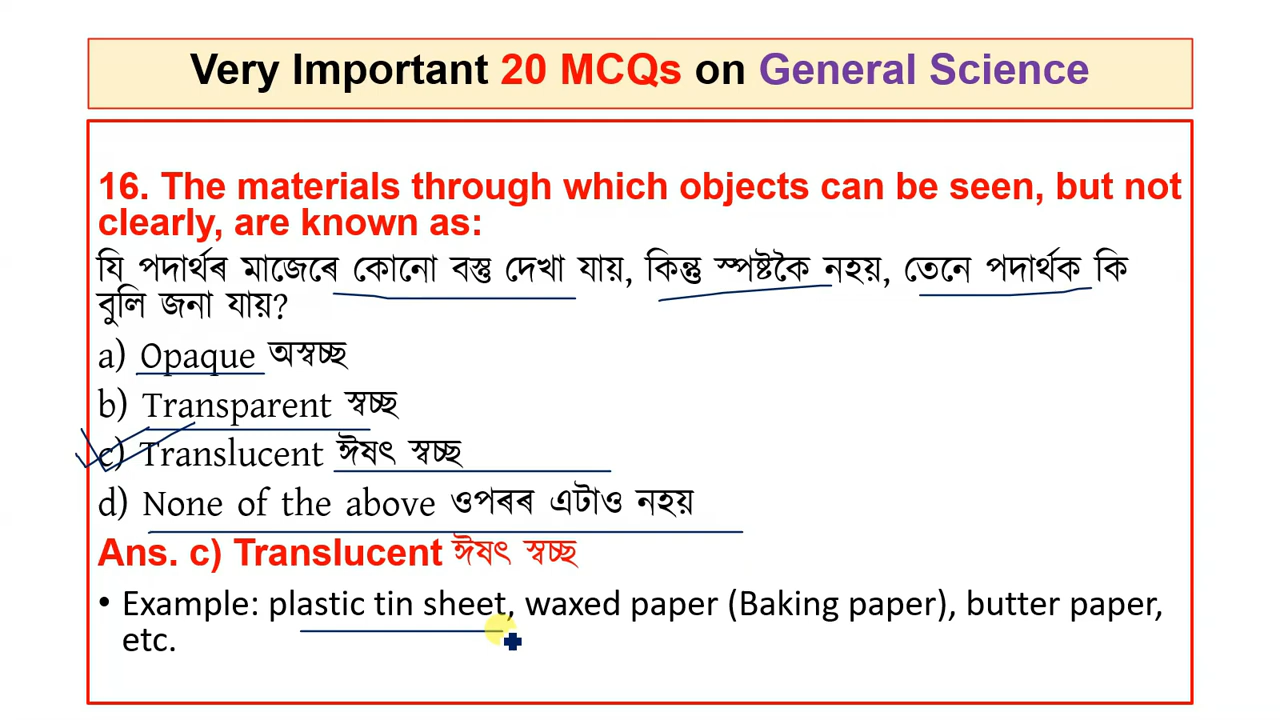 Very Important 20 MCQs on General Science
16. The materials through which objects can be seen, but not
clearly, are known as:
যি পদাৰ্থৰ মাজেৰে কোনো বস্তু দেখা যায়, কিন্তু স্পষ্টকৈ নহয়, তেনে পদাৰ্থক কি
বুলি জনা যায়?
a) Opaque অস্বচ্ছ
b) Transparent স্বচ্ছ
c) Translucent ঈষৎ স্বচ্ছ
d) None of the above ওপৰৰ এটাও নহয়
Ans. c) Translucent ঈষৎ স্বচ্ছ
• Example: plastic tin sheet, waxed paper (Baking paper), butter paper,
etc.